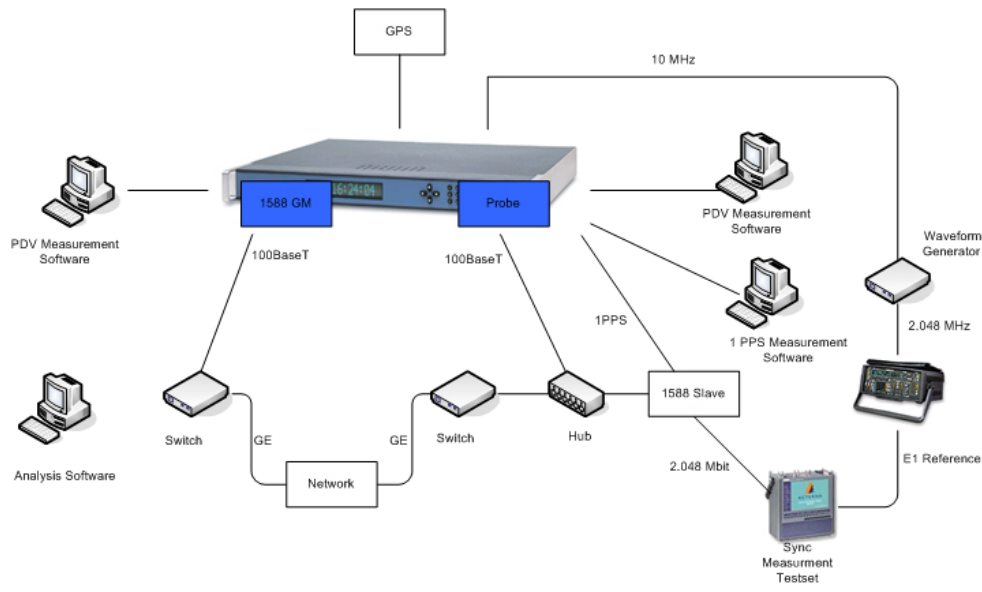 GPS
10 MHz
16:24:04
1588 GM
Probe
PDV Measurement
Software
PDV Measurement
Software
100BaseT
100BaseT
Waveform
Generator
1PPS
2.048 MHz
1 PPS Measurement
Software
1588 Slave
Switch
GE
GE
Switch
Hub
E1 Reference
2.048 Mbit
Analysis Software
Network
Sync
Measurment
Testset